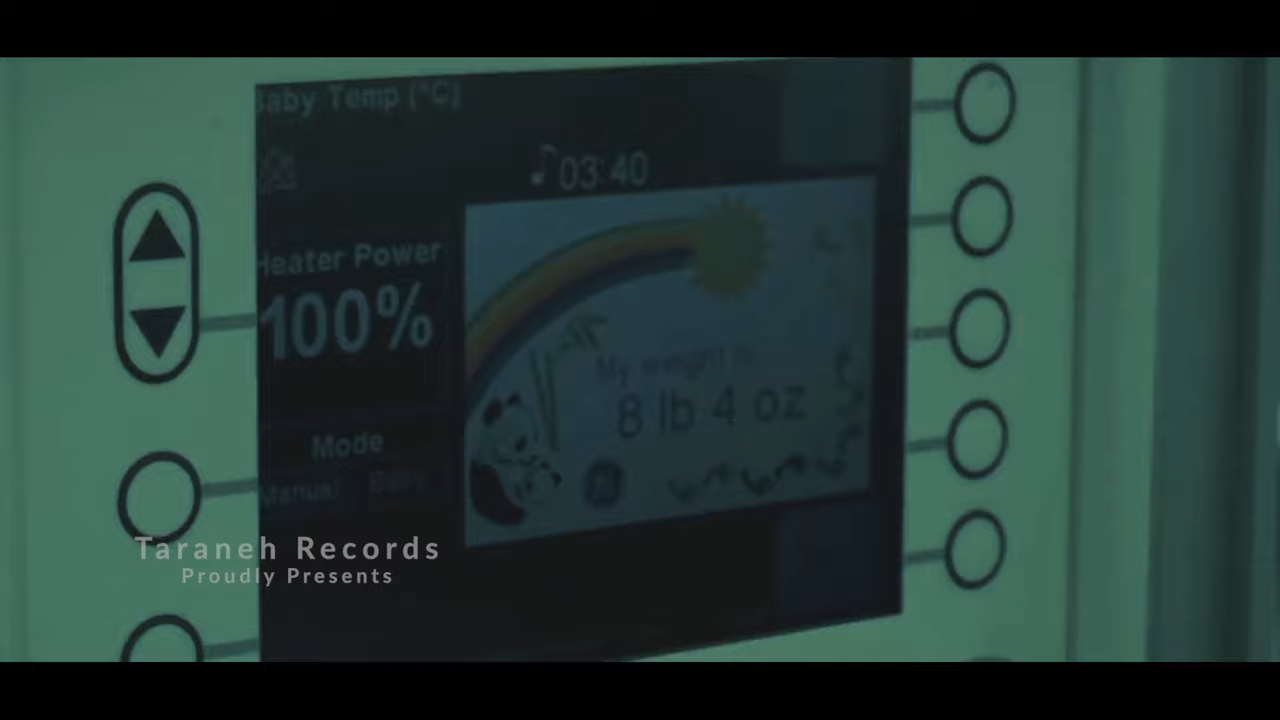 Baby Temp (°C)
♪03:40
Heater Power
100%
My weight is:
8 lb 4 oz
Mode
Manual Baby
Taraneh Records
Proudly Presents